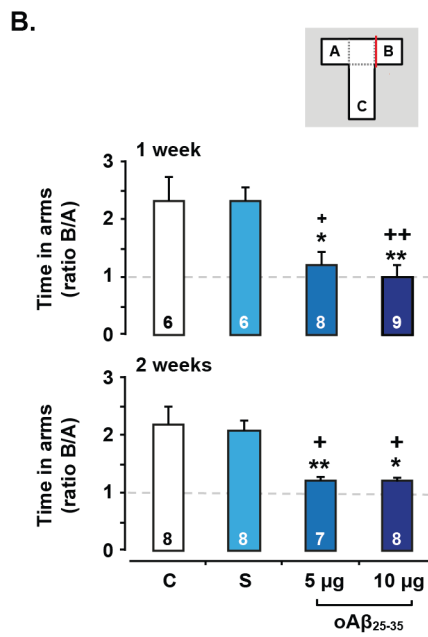 B.
A B
C
1 week
Time in arms
(ratio B/A)
3
2
1
0
+
*
++
**
6 6 8 9
2 weeks
Time in arms
(ratio B/A)
3
2
1
0
+
**
+
*
8 8 7 8
C S 5 µg 10 µg
oAβ25-35